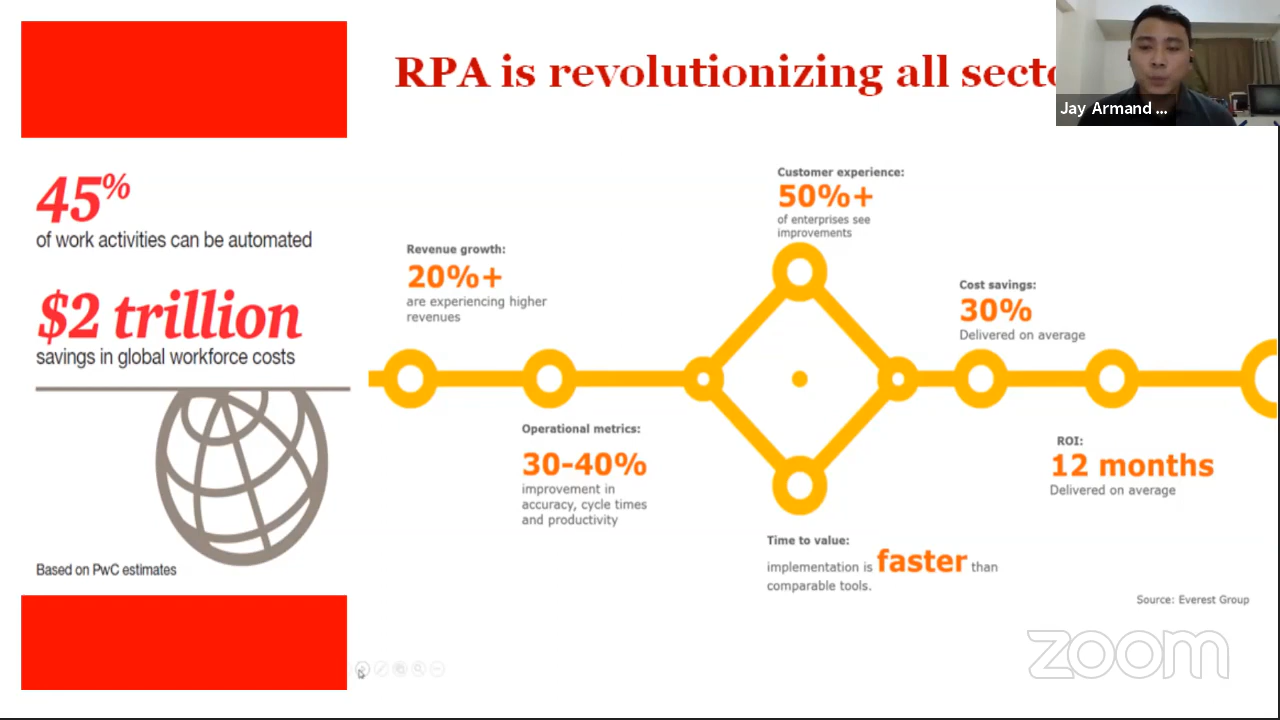 RPA is revolutionizing all secto
Jay Armand ...
45%
of work activities can be automated
$2 trillion
savings in global workforce costs
Based on PwC estimates
Revenue growth:
20%+
are experiencing higher
revenues
Operational metrics:
30-40%
improvement in
accuracy, cycle times
and productivity
Customer experience:
50%+
of enterprises see
improvements
Time to value:
implementation is faster than
comparable tools.
Cost savings:
30%
Delivered on average
ROI:
12 months
Delivered on average
Source: Everest Group
zoom